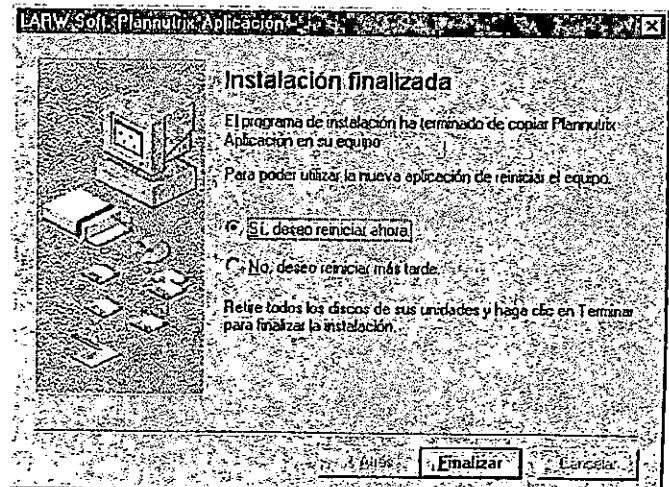 LARW Soft. Plannutrix Aplicación
Instalación finalizada
El programa de instalación ha terminado de copiar Plannutrix
Aplicación en su equipo
Para poder utilizar la nueva aplicación de reiniciar el equipo.
Sí, deseo reiniciar ahora.
No, deseo reiniciar más tarde.
Retire todos los discos de sus unidades y haga clic en Terminar
para finalizar la instalación.
Atrás
Finalizar
Cancelar